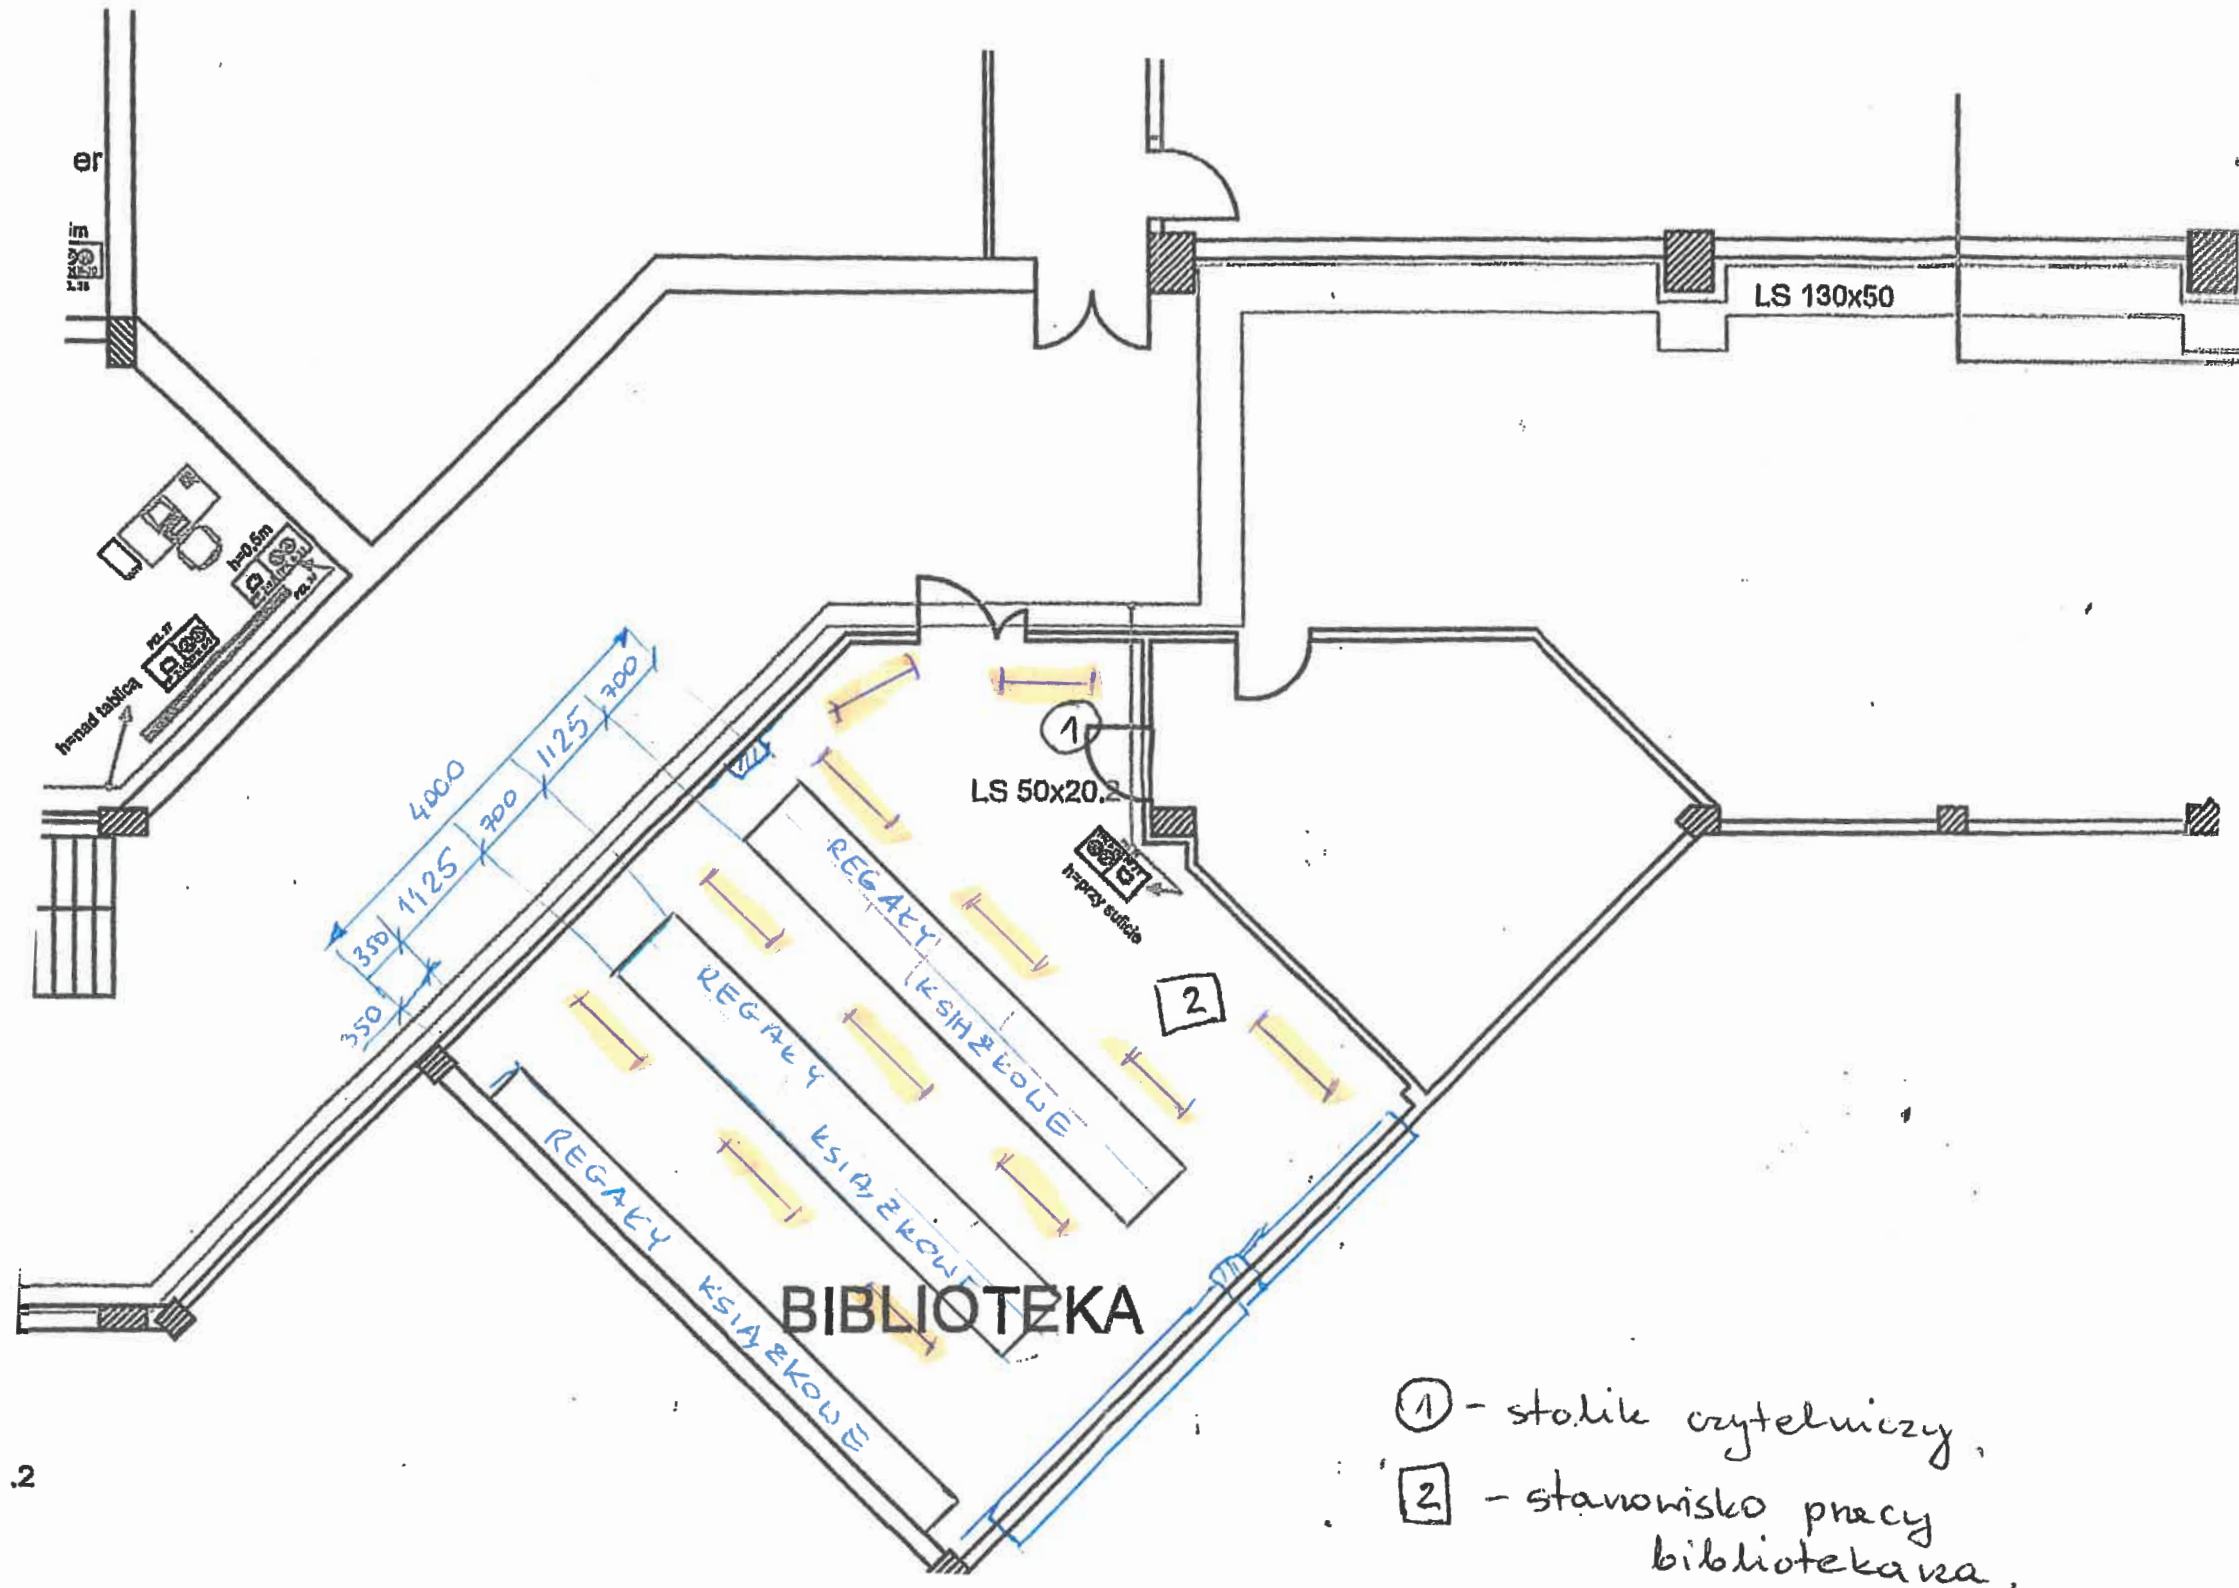 er
im
LS 130x50
h=0,5m
h=nad tablicą
700
1125
4000
700
1125
350
350
1
LS 50x20.2
h=przy suficie
2
REGAŁY
KSIĄŻKOWE
REGAŁY
KSIĄŻKOWE
REGAŁY
KSIĄŻKOWE
BIBLIOTEKA
.2
1 - stolik czytelniczy,
2 - stanowisko pracy
bibliotekarza.